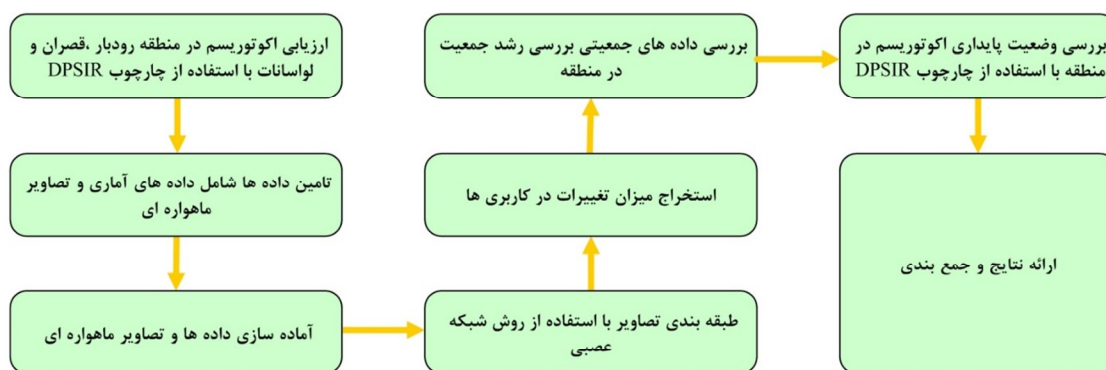 ارزیابی اکوتوریسم در منطقه رودبار ،قصران و
لواسانات با استفاده از چارچوب DPSIR
تامین داده ها شامل داده های آماری و تصاویر
ماهواره ای
آماده سازی داده ها و تصاویر ماهواره ای
طبقه بندی تصاویر با استفاده از روش شبکه
عصبی
استخراج میزان تغییرات در کاربری ها
بررسی داده های جمعیتی بررسی رشد جمعیت
در منطقه
بررسی وضعیت پایداری اکوتوریسم در
منطقه با استفاده از چارچوب DPSIR
ارائه نتایج و جمع بندی